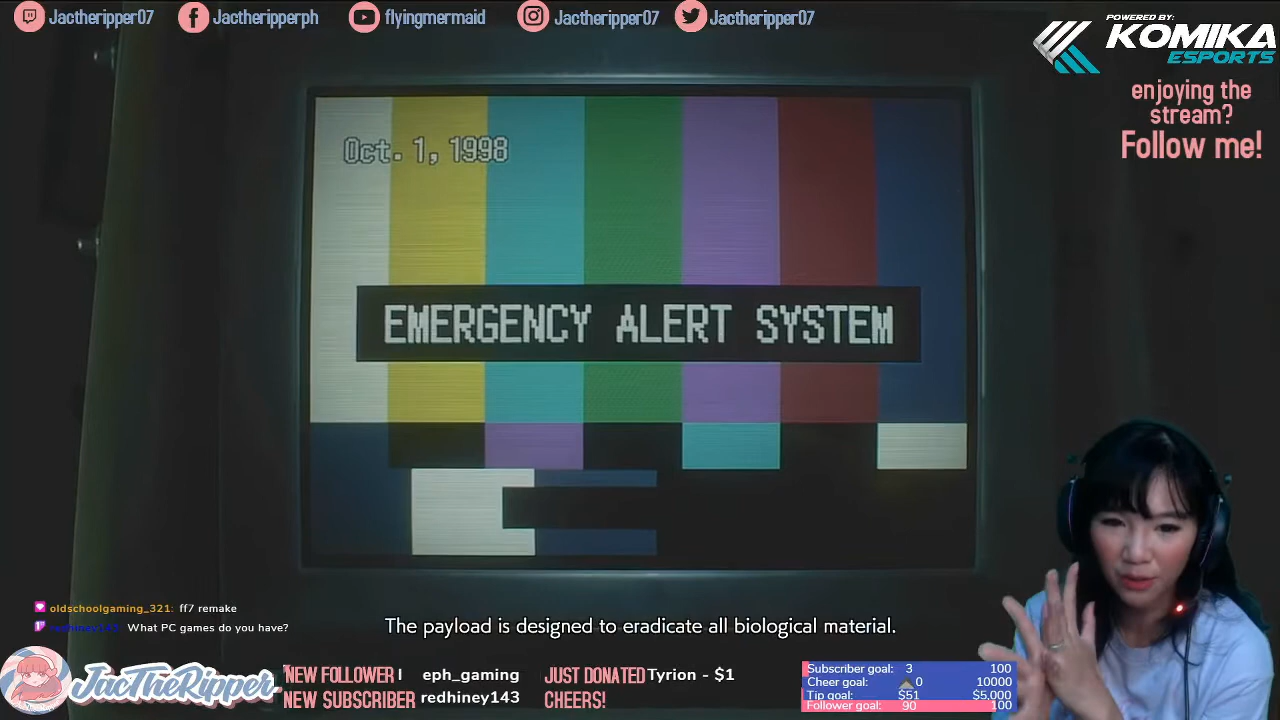 Jactheripper07
Jactheripperph
flyingmermaid
Jactheripper07
Jactheripper07
POWERED BY:
KOMIKA
ESPORTS
enjoying the
stream?
Follow me!
Oct. 1, 1998
EMERGENCY ALERT SYSTEM
oldschoolgaming_321: ff7 remake
redhiney143: What PC games do you have?
The payload is designed to eradicate all biological material.
JacTheRipper
NEW FOLLOWER eph_gaming
NEW SUBSCRIBER redhiney143
JUST DONATED Tyrion - $1
CHEERS!
Subscriber goal: 3 100
Cheer goal: 0 10000
Tip goal: $51 $5,000
Follower goal: 90 100